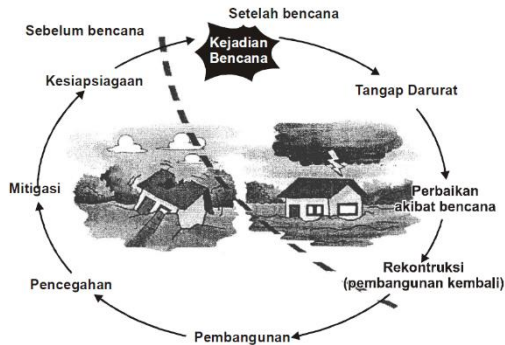 Setelah bencana
Sebelum bencana
Kejadian
Bencana
Kesiapsiagaan
Tangap Darurat
Mitigasi
Perbaikan
akibat bencana
Rekontruksi
(pembangunan kembali)
Pencegahan
Pembangunan